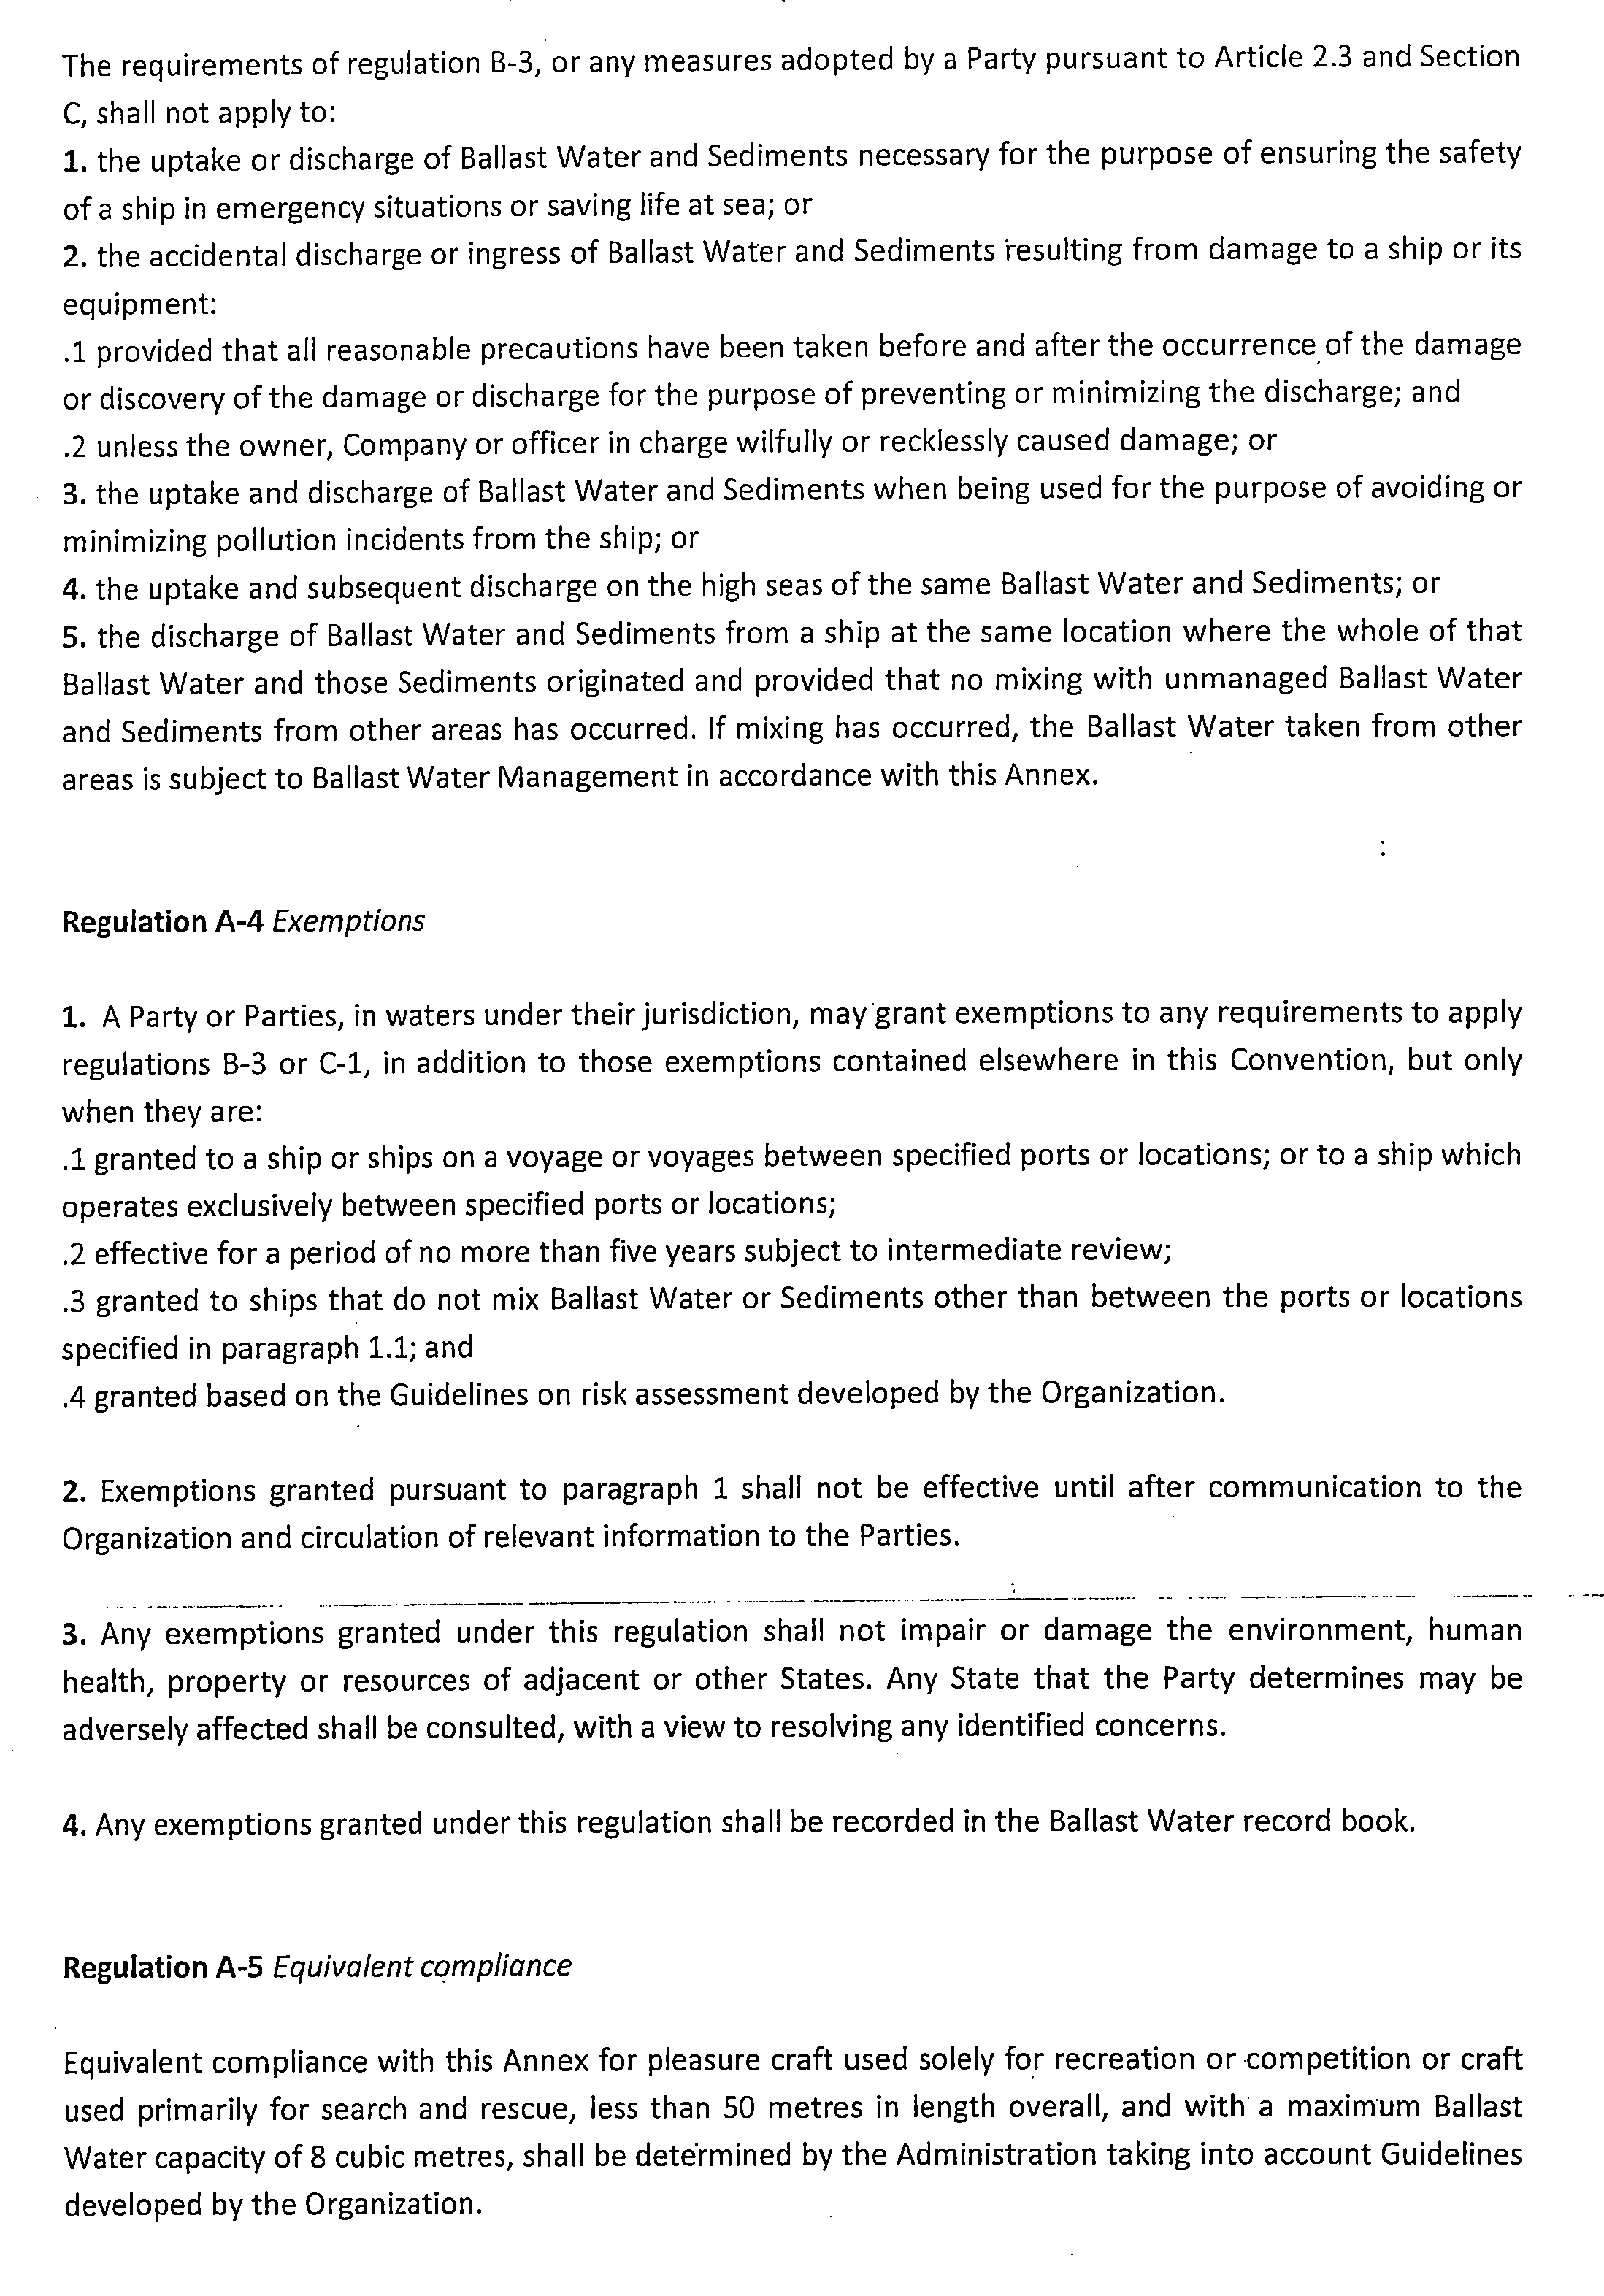 The requirements of regulation B-3, or any measures adopted by a Party pursuant to Article 2.3 and Section
C, shall not apply to:
1. the uptake or discharge of Ballast Water and Sediments necessary for the purpose of ensuring the safety
of a ship in emergency situations or saving life at sea; or
2. the accidental discharge or ingress of Ballast Water and Sediments resulting from damage to a ship or its
equipment:
.1 provided that all reasonable precautions have been taken before and after the occurrence of the damage
or discovery of the damage or discharge for the purpose of preventing or minimizing the discharge; and
.2 unless the owner, Company or officer in charge wilfully or recklessly caused damage; or
3. the uptake and discharge of Ballast Water and Sediments when being used for the purpose of avoiding or
minimizing pollution incidents from the ship; or
4. the uptake and subsequent discharge on the high seas of the same Ballast Water and Sediments; or
5. the discharge of Ballast Water and Sediments from a ship at the same location where the whole of that
Ballast Water and those Sediments originated and provided that no mixing with unmanaged Ballast Water
and Sediments from other areas has occurred. If mixing has occurred, the Ballast Water taken from other
areas is subject to Ballast Water Management in accordance with this Annex.
Regulation A-4 Exemptions
1. A Party or Parties, in waters under their jurisdiction, may grant exemptions to any requirements to apply
regulations B-3 or C-1, in addition to those exemptions contained elsewhere in this Convention, but only
when they are:
.1 granted to a ship or ships on a voyage or voyages between specified ports or locations; or to a ship which
operates exclusively between specified ports or locations;
.2 effective for a period of no more than five years subject to intermediate review;
.3 granted to ships that do not mix Ballast Water or Sediments other than between the ports or locations
specified in paragraph 1.1; and
.4 granted based on the Guidelines on risk assessment developed by the Organization.
2. Exemptions granted pursuant to paragraph 1 shall not be effective until after communication to the
Organization and circulation of relevant information to the Parties.
3. Any exemptions granted under this regulation shall not impair or damage the environment, human
health, property or resources of adjacent or other States. Any State that the Party determines may be
adversely affected shall be consulted, with a view to resolving any identified concerns.
4. Any exemptions granted under this regulation shall be recorded in the Ballast Water record book.
Regulation A-5 Equivalent compliance
Equivalent compliance with this Annex for pleasure craft used solely for recreation or competition or craft
used primarily for search and rescue, less than 50 metres in length overall, and with a maximum Ballast
Water capacity of 8 cubic metres, shall be determined by the Administration taking into account Guidelines
developed by the Organization.